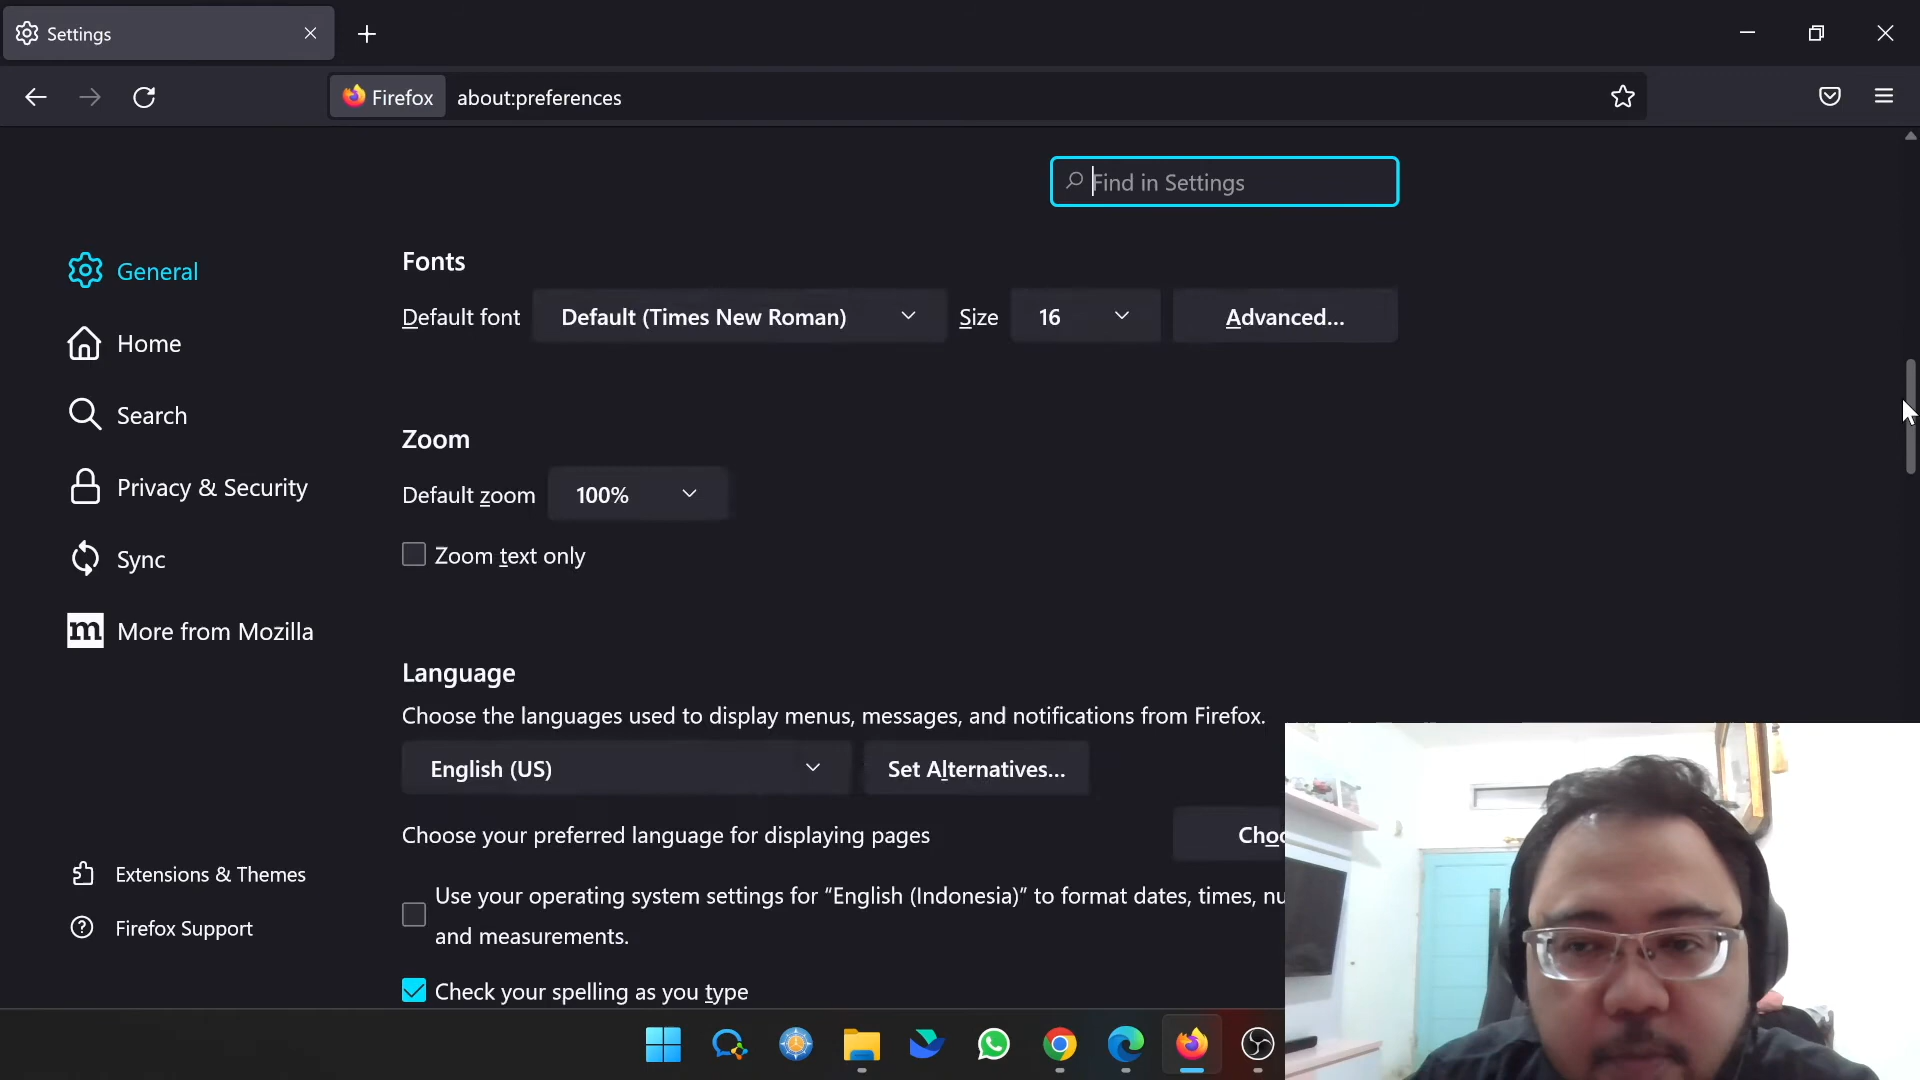 Settings
Firefox
about:preferences
Find in Settings
General
Home
Search
Privacy & Security
Sync
More from Mozilla
Extensions & Themes
Firefox Support
Fonts
Default font Default (Times New Roman) Size 16 Advanced...
Zoom
Default zoom 100%
Zoom text only
Language
Choose the languages used to display menus, messages, and notifications from Firefox.
English (US) Set Alternatives...
Choose your preferred language for displaying pages
Use your operating system settings for “English (Indonesia)” to format dates, times,
and measurements.
Check your spelling as you type